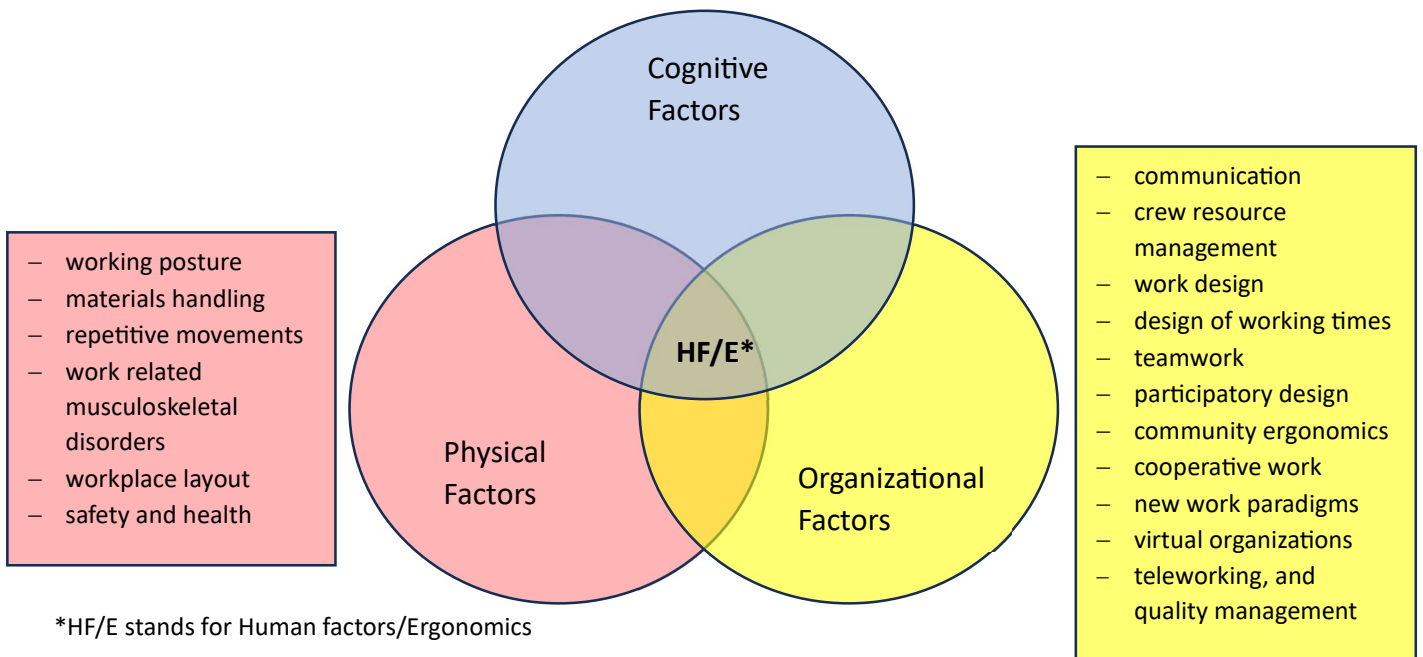 Cognitive
Factors
– working posture
– materials handling
– repetitive movements
– work related
musculoskeletal
disorders
– workplace layout
– safety and health
HF/E*
Physical
Factors
Organizational
Factors
– communication
– crew resource
management
– work design
– design of working times
– teamwork
– participatory design
– community ergonomics
– cooperative work
– new work paradigms
– virtual organizations
– teleworking, and
quality management
*HF/E stands for Human factors/Ergonomics